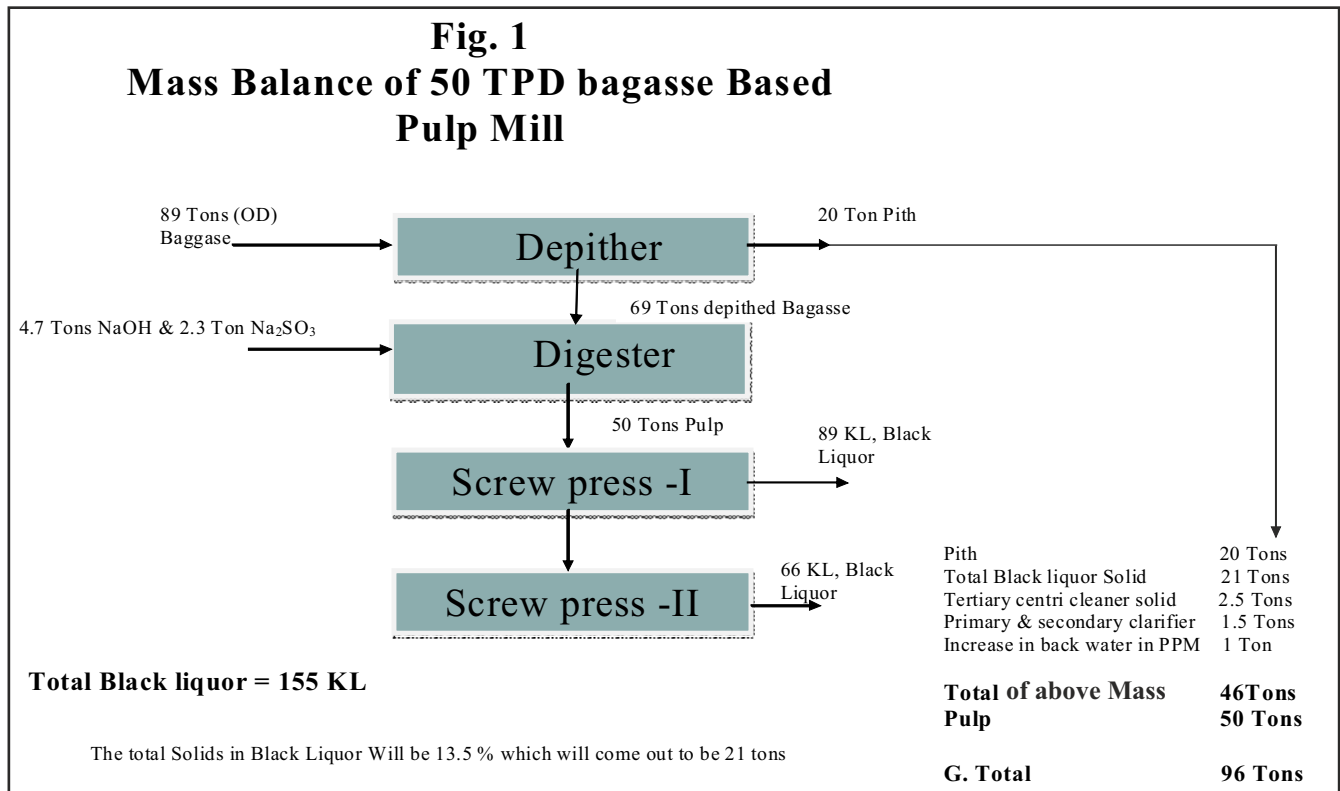 Fig. 1
Mass Balance of 50 TPD bagasse Based
Pulp Mill
89 Tons (OD)
Baggase
Depither
20 Ton Pith
69 Tons depithed Bagasse
4.7 Tons NaOH & 2.3 Ton Na₂SO₃
Digester
50 Tons Pulp
89 KL, Black
Liquor
Screw press -I
66 KL, Black
Liquor
Screw press -II
Pith 20 Tons
Total Black liquor Solid 21 Tons
Tertiary centri cleaner solid 2.5 Tons
Primary & secondary clarifier 1.5 Tons
Increase in back water in PPM 1 Ton
Total of above Mass 46Tons
Pulp 50 Tons
G. Total 96 Tons
Total Black liquor = 155 KL
The total Solids in Black Liquor Will be 13.5 % which will come out to be 21 tons